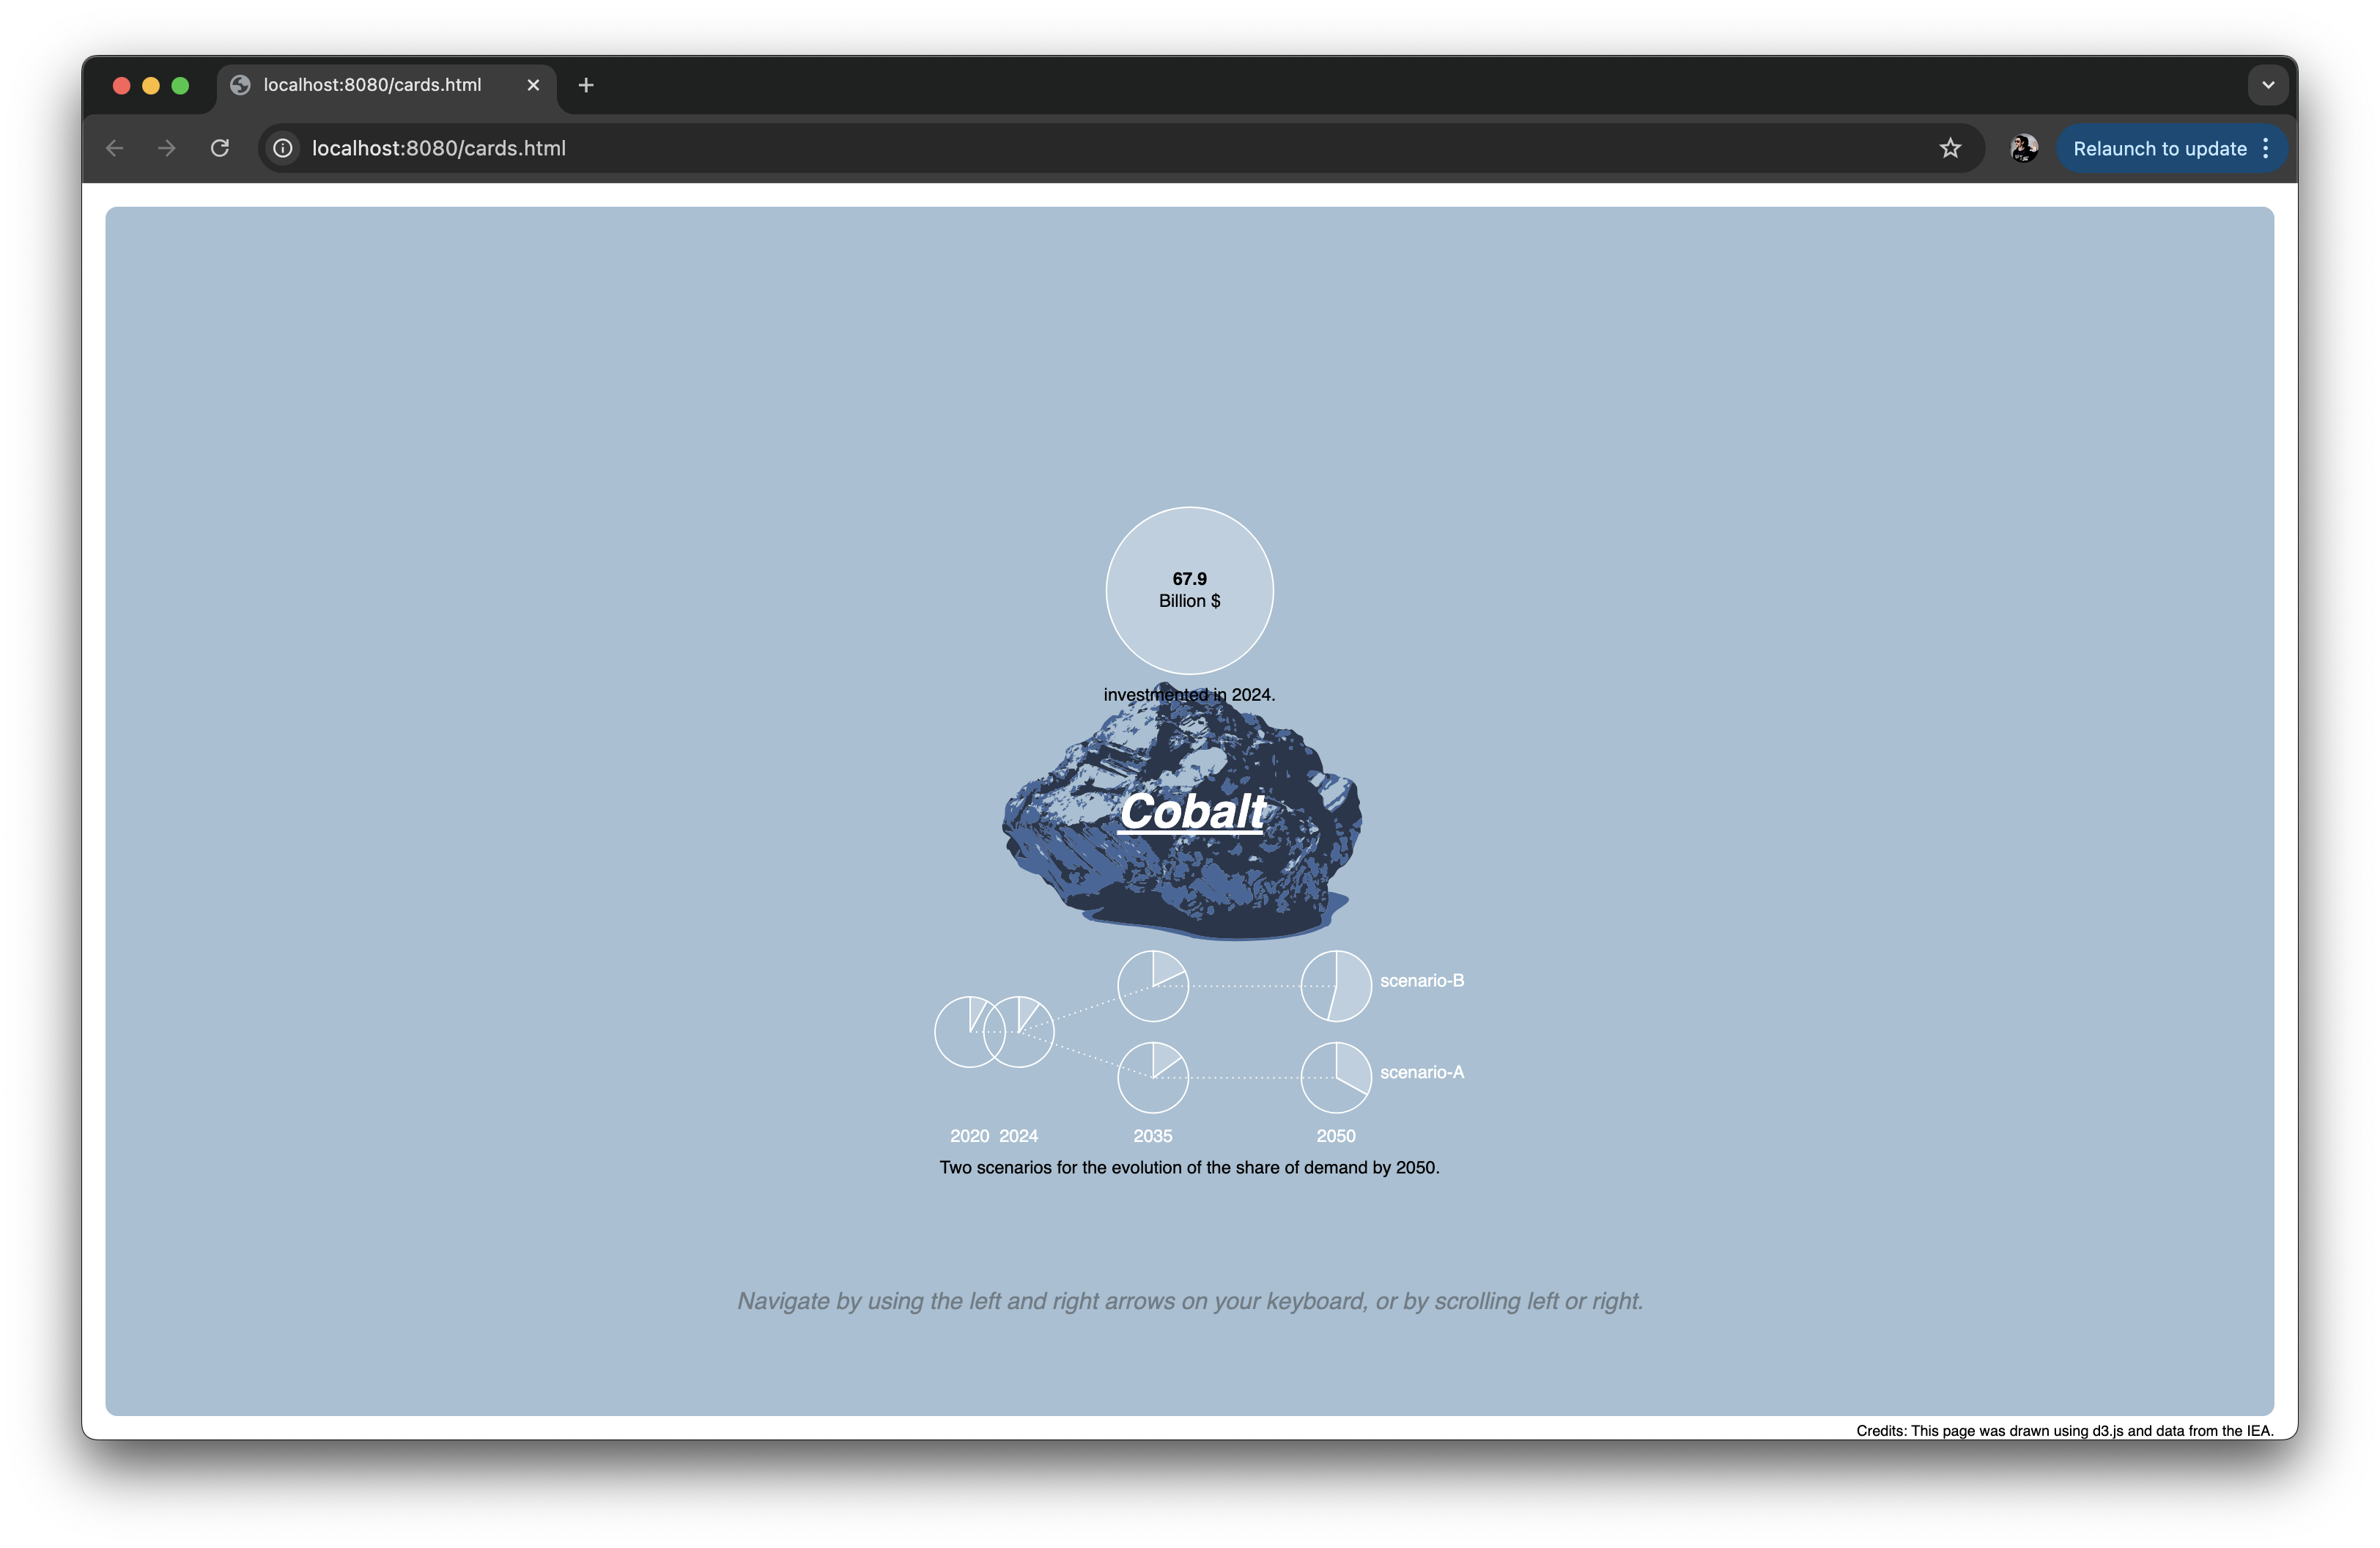 localhost:8080/cards.html
localhost:8080/cards.html
Relaunch to update
67.9
Billion $
investmented in 2024.
Cobalt
scenario-B
scenario-A
2020 2024 2035 2050
Two scenarios for the evolution of the share of demand by 2050.
Navigate by using the left and right arrows on your keyboard, or by scrolling left or right.
Credits: This page was drawn using d3.js and data from the IEA.